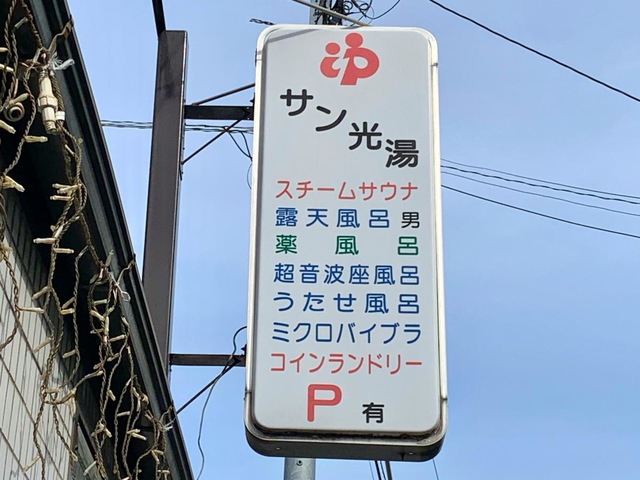 サン光湯
スチームサウナ
露天風呂 男
薬風呂
超音波座風呂
うたせ風呂
ミクロバイブラ
コインランドリー
P 有